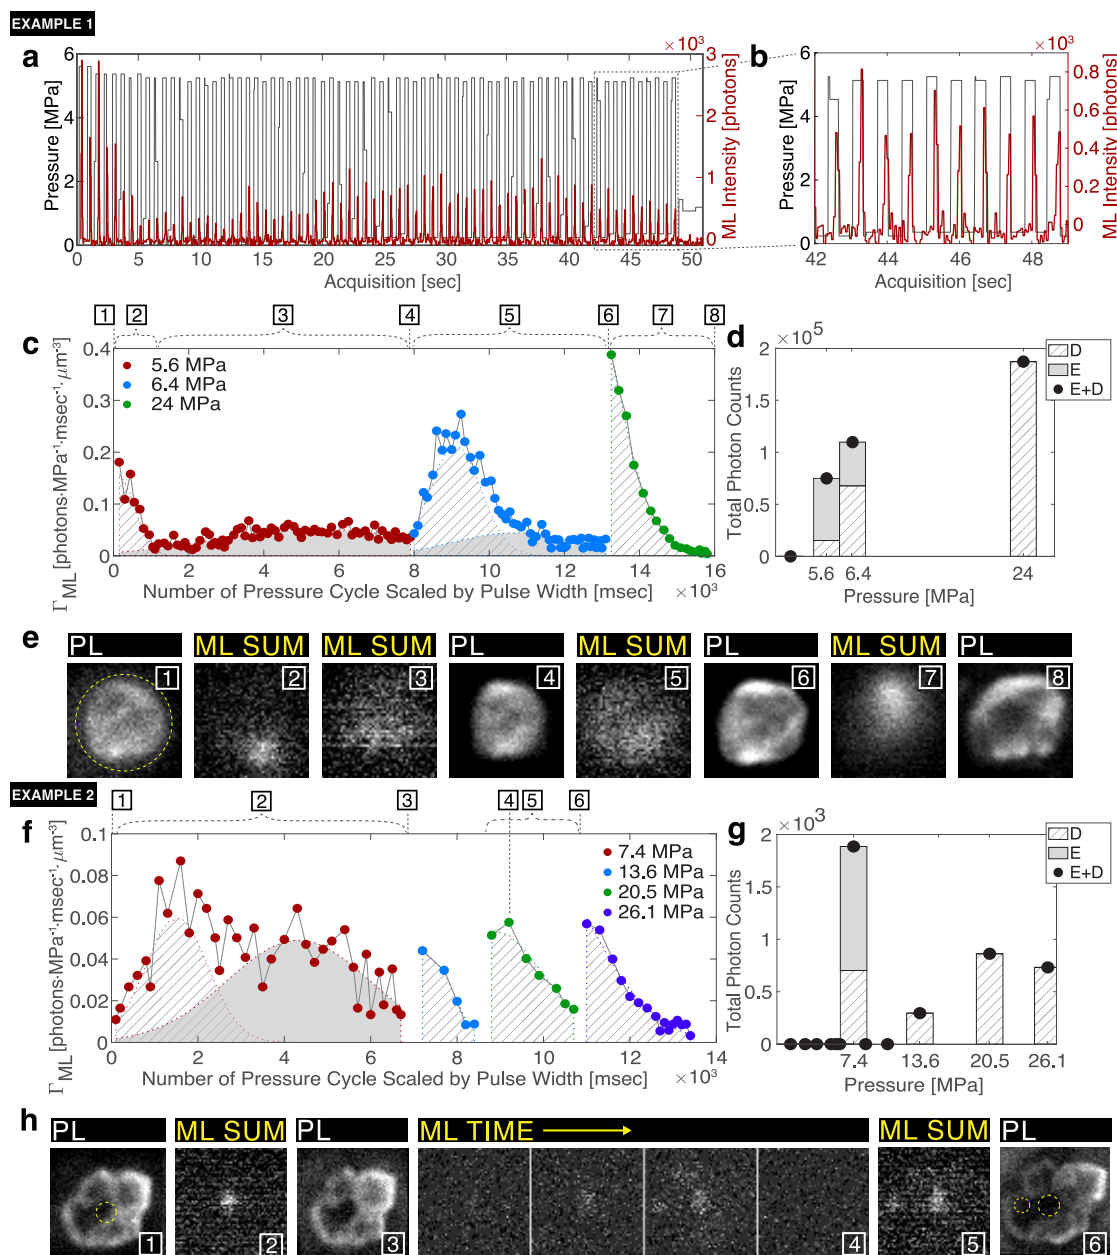 EXAMPLE 1
a
×10³
6
4
2
0
Pressure [MPa]
3
2
1
0
ML Intensity [photons]
0 5 10 15 20 25 30 35 40 45 50
Acquisition [sec]
b
×10³
6
4
2
0
Pressure [MPa]
0.8
0.6
0.4
0.2
0
ML Intensity [photons]
42 44 46 48
Acquisition [sec]
1 2 3 4 5 6 7 8
c
0.4
0.3
0.2
0.1
0
Γ_ML [photons·MPa⁻¹·msec⁻¹·μm⁻³]
5.6 MPa
6.4 MPa
24 MPa
0 2 4 6 8 10 12 14 16
Number of Pressure Cycle Scaled by Pulse Width [msec]
×10³
d
×10⁵
2
1.5
1
0.5
0
Total Photon Counts
D
E
E+D
5.6 6.4 24
Pressure [MPa]
e
PL ML SUM ML SUM PL ML SUM PL ML SUM PL
1 2 3 4 5 6 7 8
EXAMPLE 2
1 2 3 4 5 6
f
0.1
0.08
0.06
0.04
0.02
0
Γ_ML [photons·MPa⁻¹·msec⁻¹·μm⁻³]
7.4 MPa
13.6 MPa
20.5 MPa
26.1 MPa
0 2 4 6 8 10 12 14
Number of Pressure Cycle Scaled by Pulse Width [msec]
×10³
g
×10³
2
1.5
1
0.5
0
Total Photon Counts
D
E
E+D
7.4 13.6 20.5 26.1
Pressure [MPa]
h
PL ML SUM PL ML TIME ML SUM PL
1 2 3 4 5 6